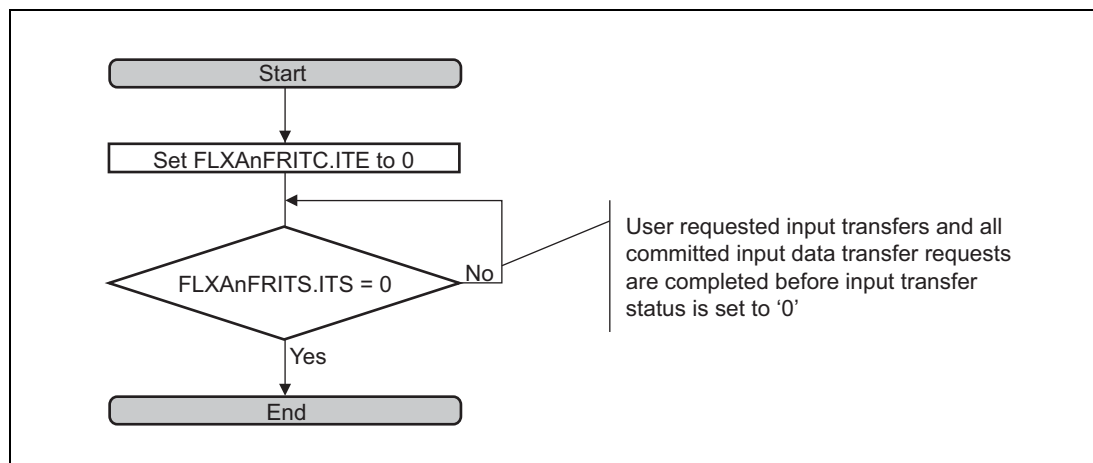 Start
Set FLXAnFRITC.ITE to 0
FLXAnFRITS.ITS = 0
No
User requested input transfers and all
committed input data transfer requests
are completed before input transfer
status is set to ‘0’
Yes
End